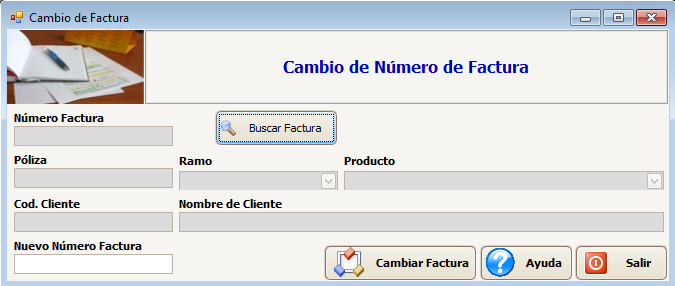 Cambio de Factura
Cambio de Número de Factura
Número Factura
Buscar Factura
Póliza
Ramo
Producto
Cod. Cliente
Nombre de Cliente
Nuevo Número Factura
Cambiar Factura
Ayuda
Salir